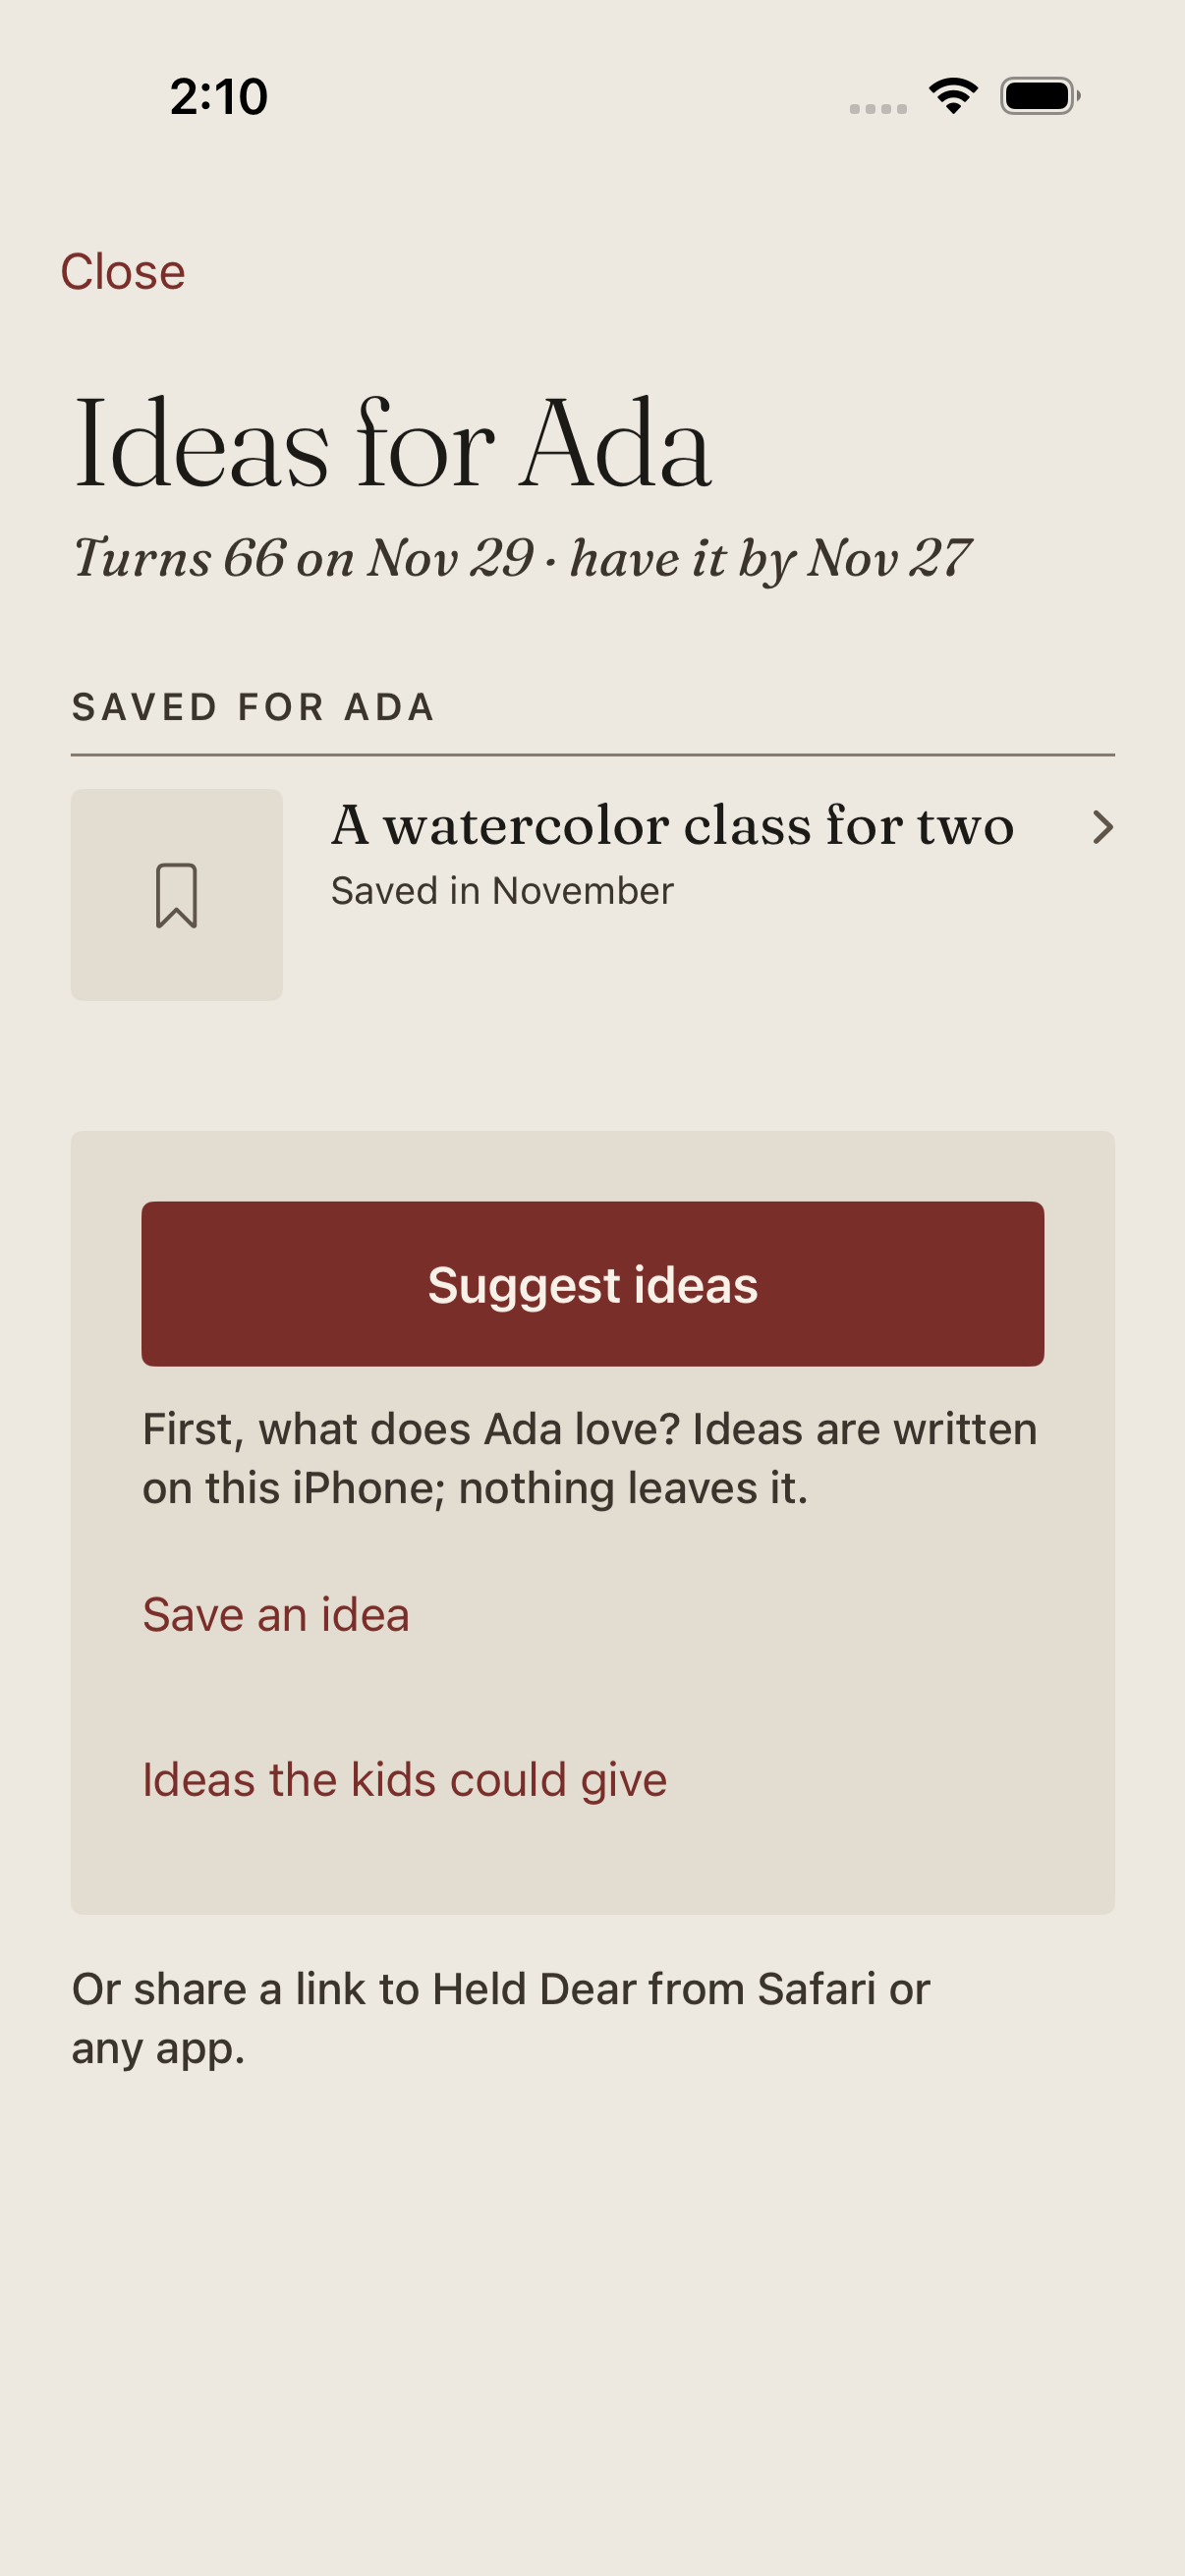 2:10
Close
Ideas for Ada
Turns 66 on Nov 29 · have it by Nov 27
SAVED FOR ADA
A watercolor class for two
Saved in November
Suggest ideas
First, what does Ada love? Ideas are written
on this iPhone; nothing leaves it.
Save an idea
Ideas the kids could give
Or share a link to Held Dear from Safari or
any app.